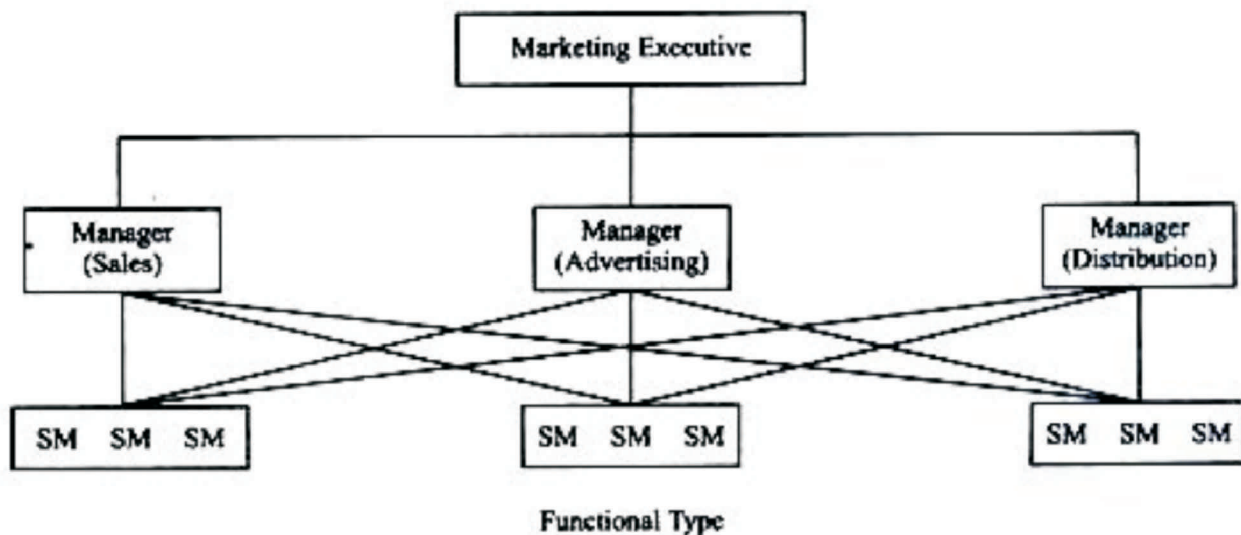 Marketing Executive
Manager
(Sales)
Manager
(Advertising)
Manager
(Distribution)
SM SM SM
SM SM SM
SM SM SM
Functional Type